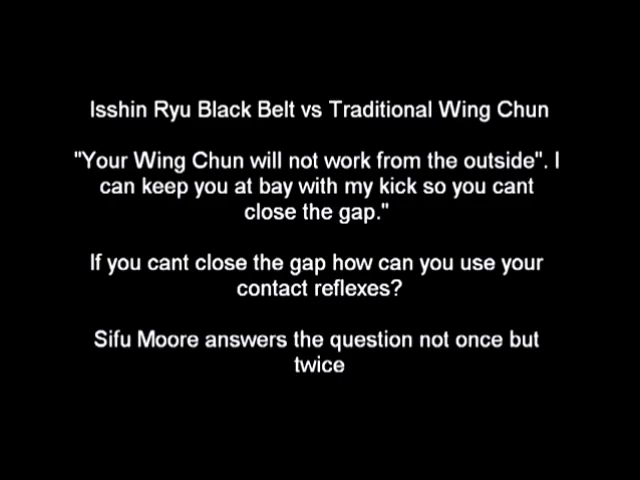 Isshin Ryu Black Belt vs Traditional Wing Chun
"Your Wing Chun will not work from the outside". I
can keep you at bay with my kick so you cant
close the gap."
If you cant close the gap how can you use your
contact reflexes?
Sifu Moore answers the question not once but
twice